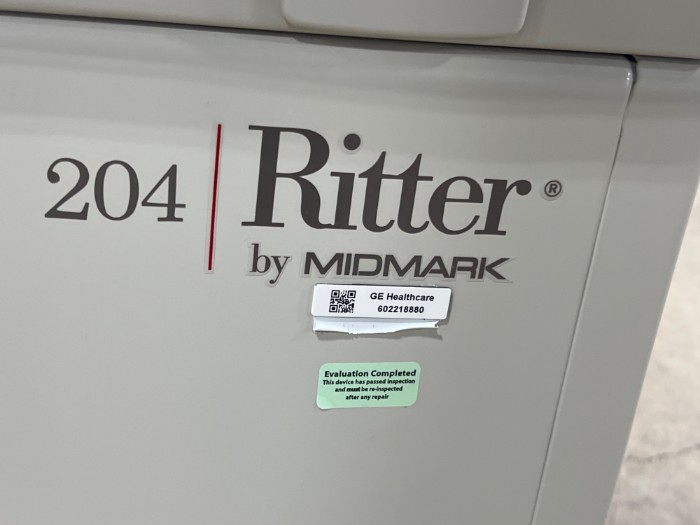 204 Ritter®
by MIDMARK
GE Healthcare
602218880
Evaluation Completed
This device has passed inspection
and must be re-inspected
after any repair